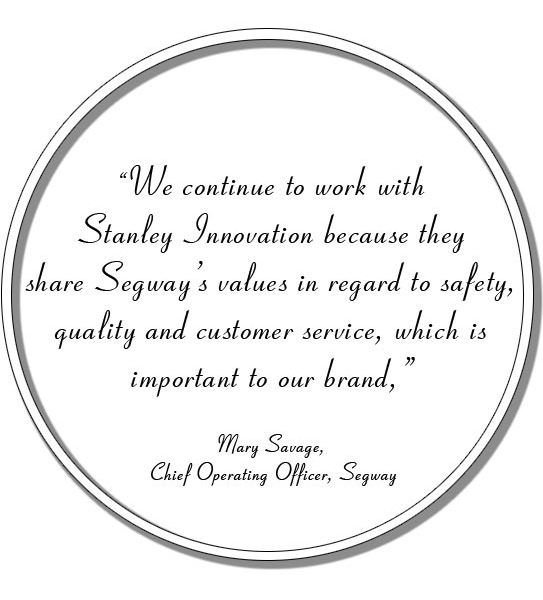 “We continue to work with
Stanley Innovation because they
share Segway’s values in regard to safety,
quality and customer service, which is
important to our brand,”
Mary Savage,
Chief Operating Officer, Segway